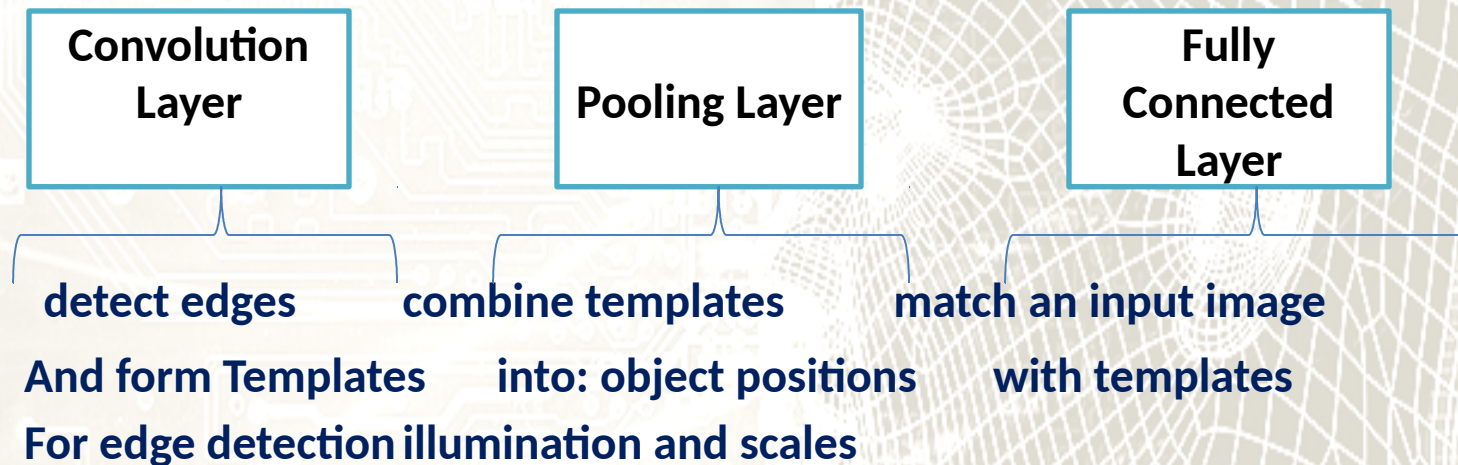 Convolution
Layer
Pooling Layer
Fully
Connected
Layer
detect edges
And form Templates
For edge detection
combine templates
into: object positions
illumination and scales
match an input image
with templates